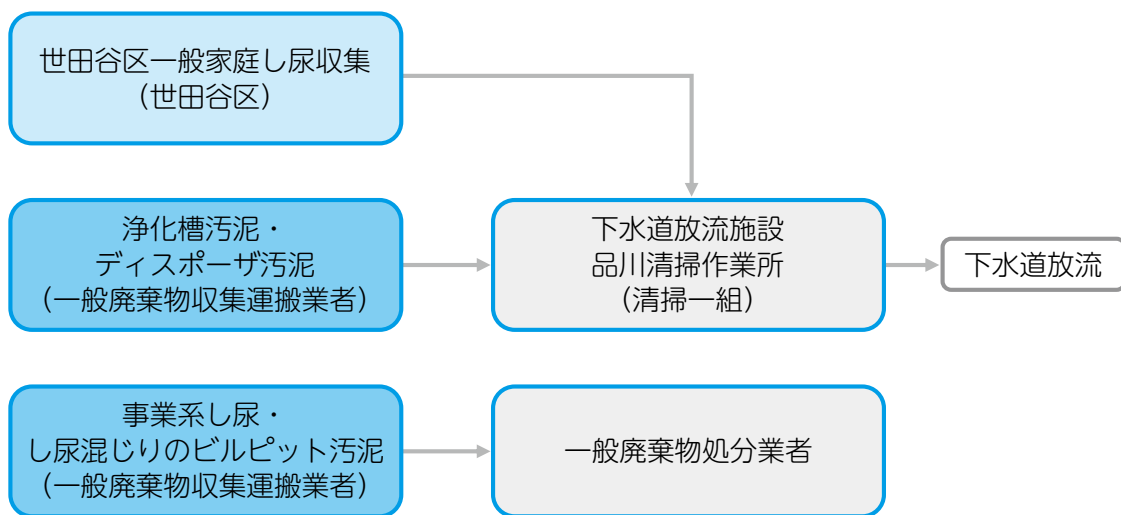 世田谷区一般家庭し尿収集
（世田谷区）
浄化槽汚泥・
ディスポーザ汚泥
（一般廃棄物収集運搬業者）
下水道放流施設
品川清掃作業所
（清掃一組）
下水道放流
事業系し尿・
し尿混じりのビルピット汚泥
（一般廃棄物収集運搬業者）
一般廃棄物処分業者